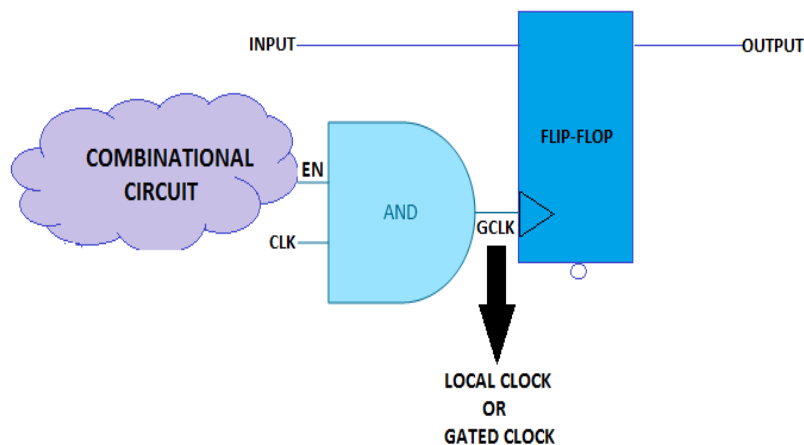 INPUT
OUTPUT
FLIP-FLOP
COMBINATIONAL
CIRCUIT
EN
AND
CLK
GCLK
LOCAL CLOCK
OR
GATED CLOCK